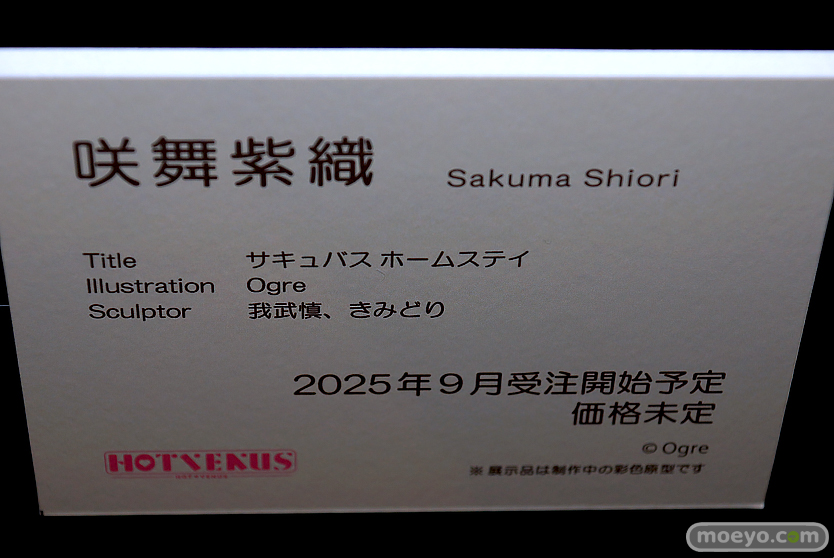 咲舞紫織 Sakuma Shiori
Title サキュバス ホームステイ
Illustration Ogre
Sculptor 我武慎、きみどり
2025年9月受注開始予定
価格未定
© Ogre
HOTVENUS
※展示品は制作中の彩色原型です
moeyo.com